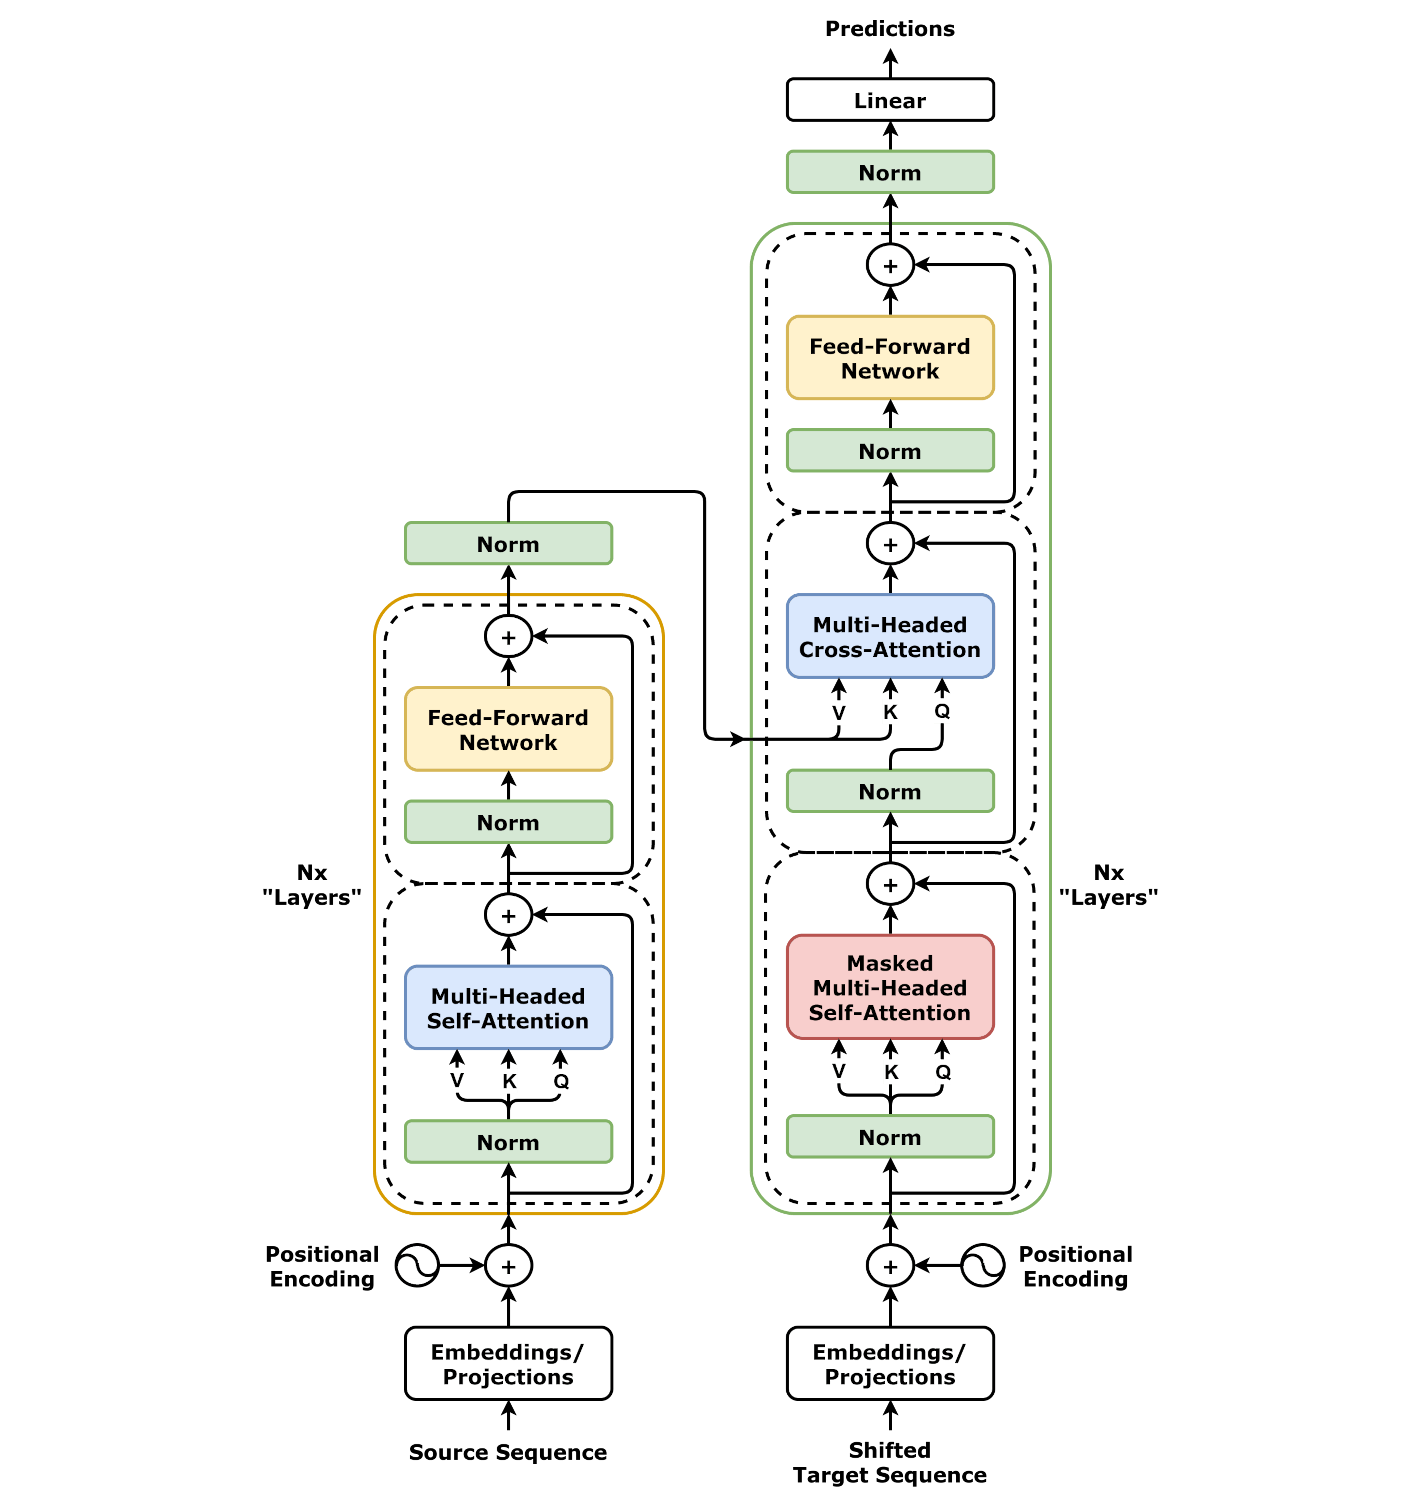 Predictions
Linear
Norm
+
Feed-Forward
Network
Norm
+
Multi-Headed
Cross-Attention
V K Q
Norm
+
Masked
Multi-Headed
Self-Attention
V K Q
Norm
Nx
"Layers"
+
Positional
Encoding
Embeddings/
Projections
Shifted
Target Sequence
Norm
+
Feed-Forward
Network
Norm
+
Multi-Headed
Self-Attention
V K Q
Norm
Nx
"Layers"
Positional
Encoding
+
Embeddings/
Projections
Source Sequence